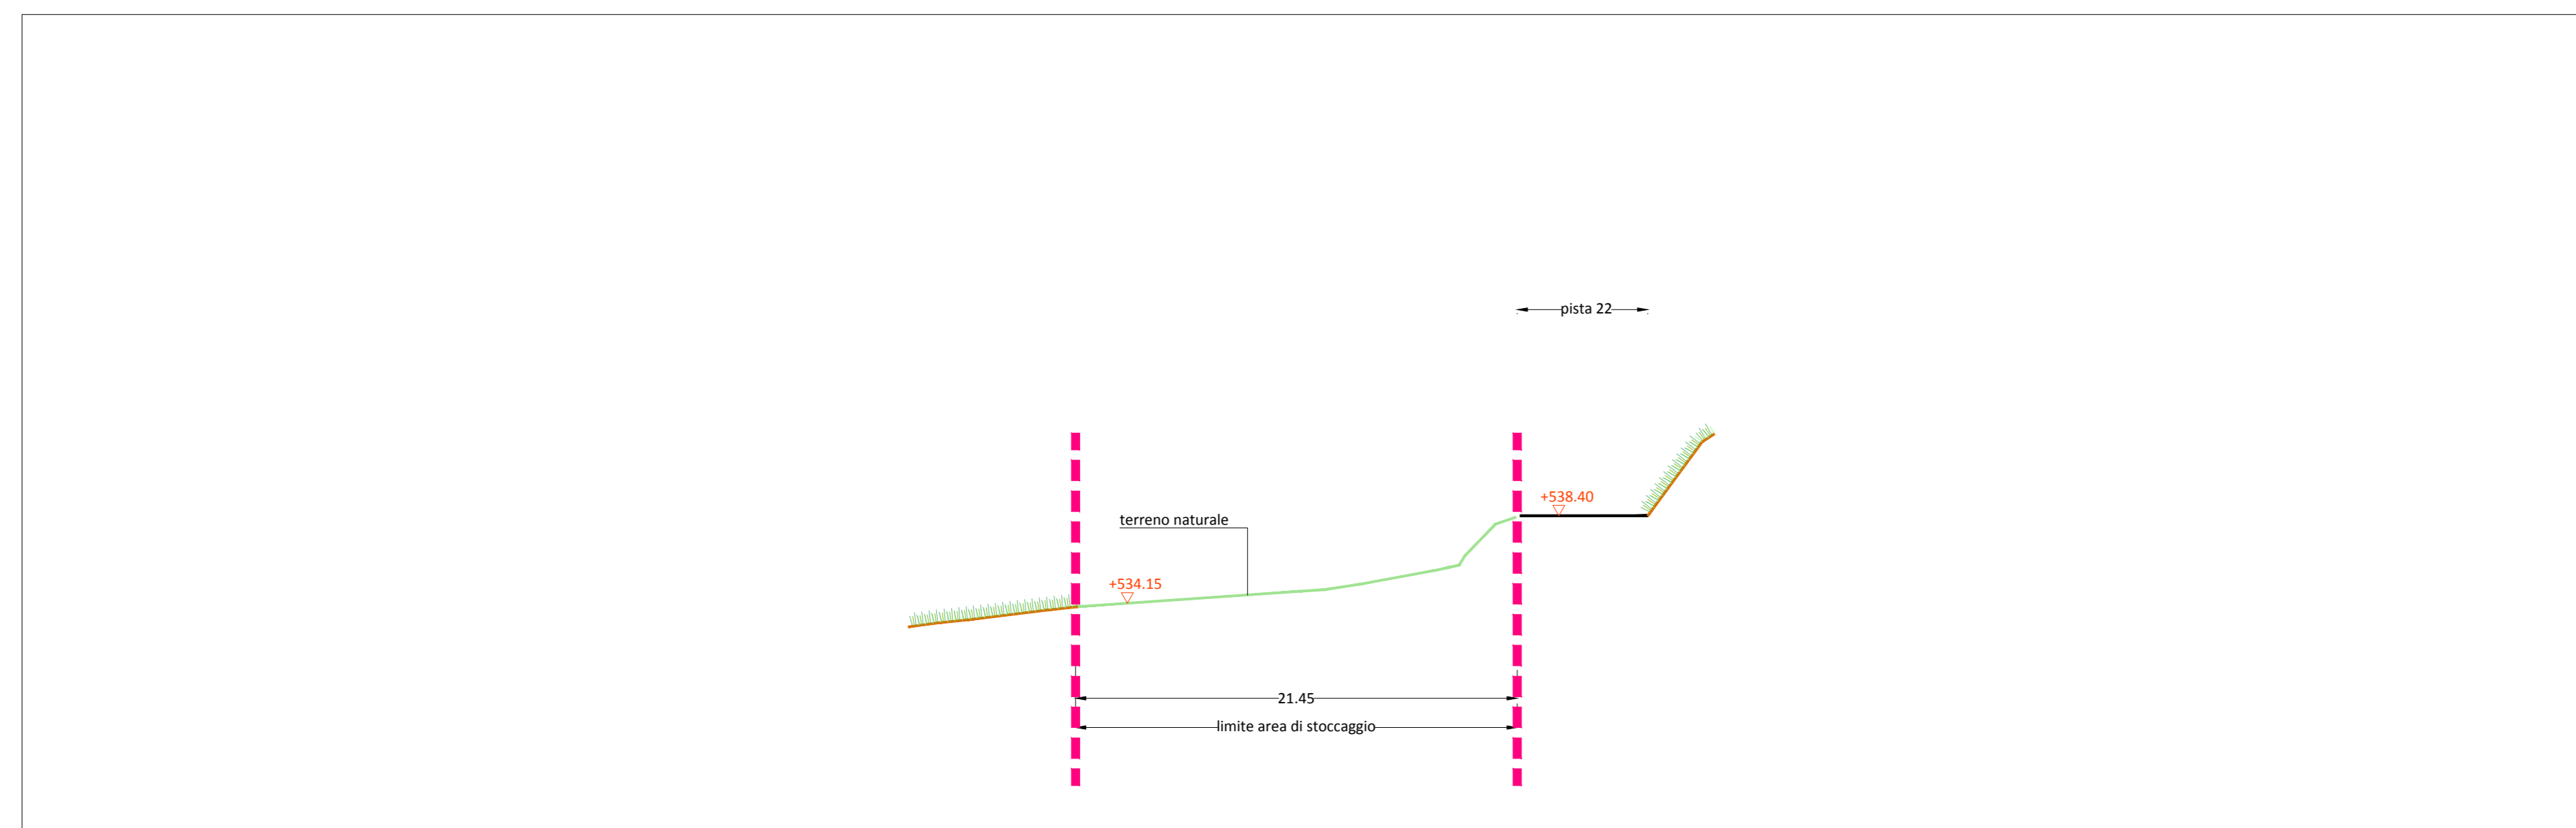 pista 22
+538.40
terreno naturale
+534.15
21.45
limite area di stoccaggio